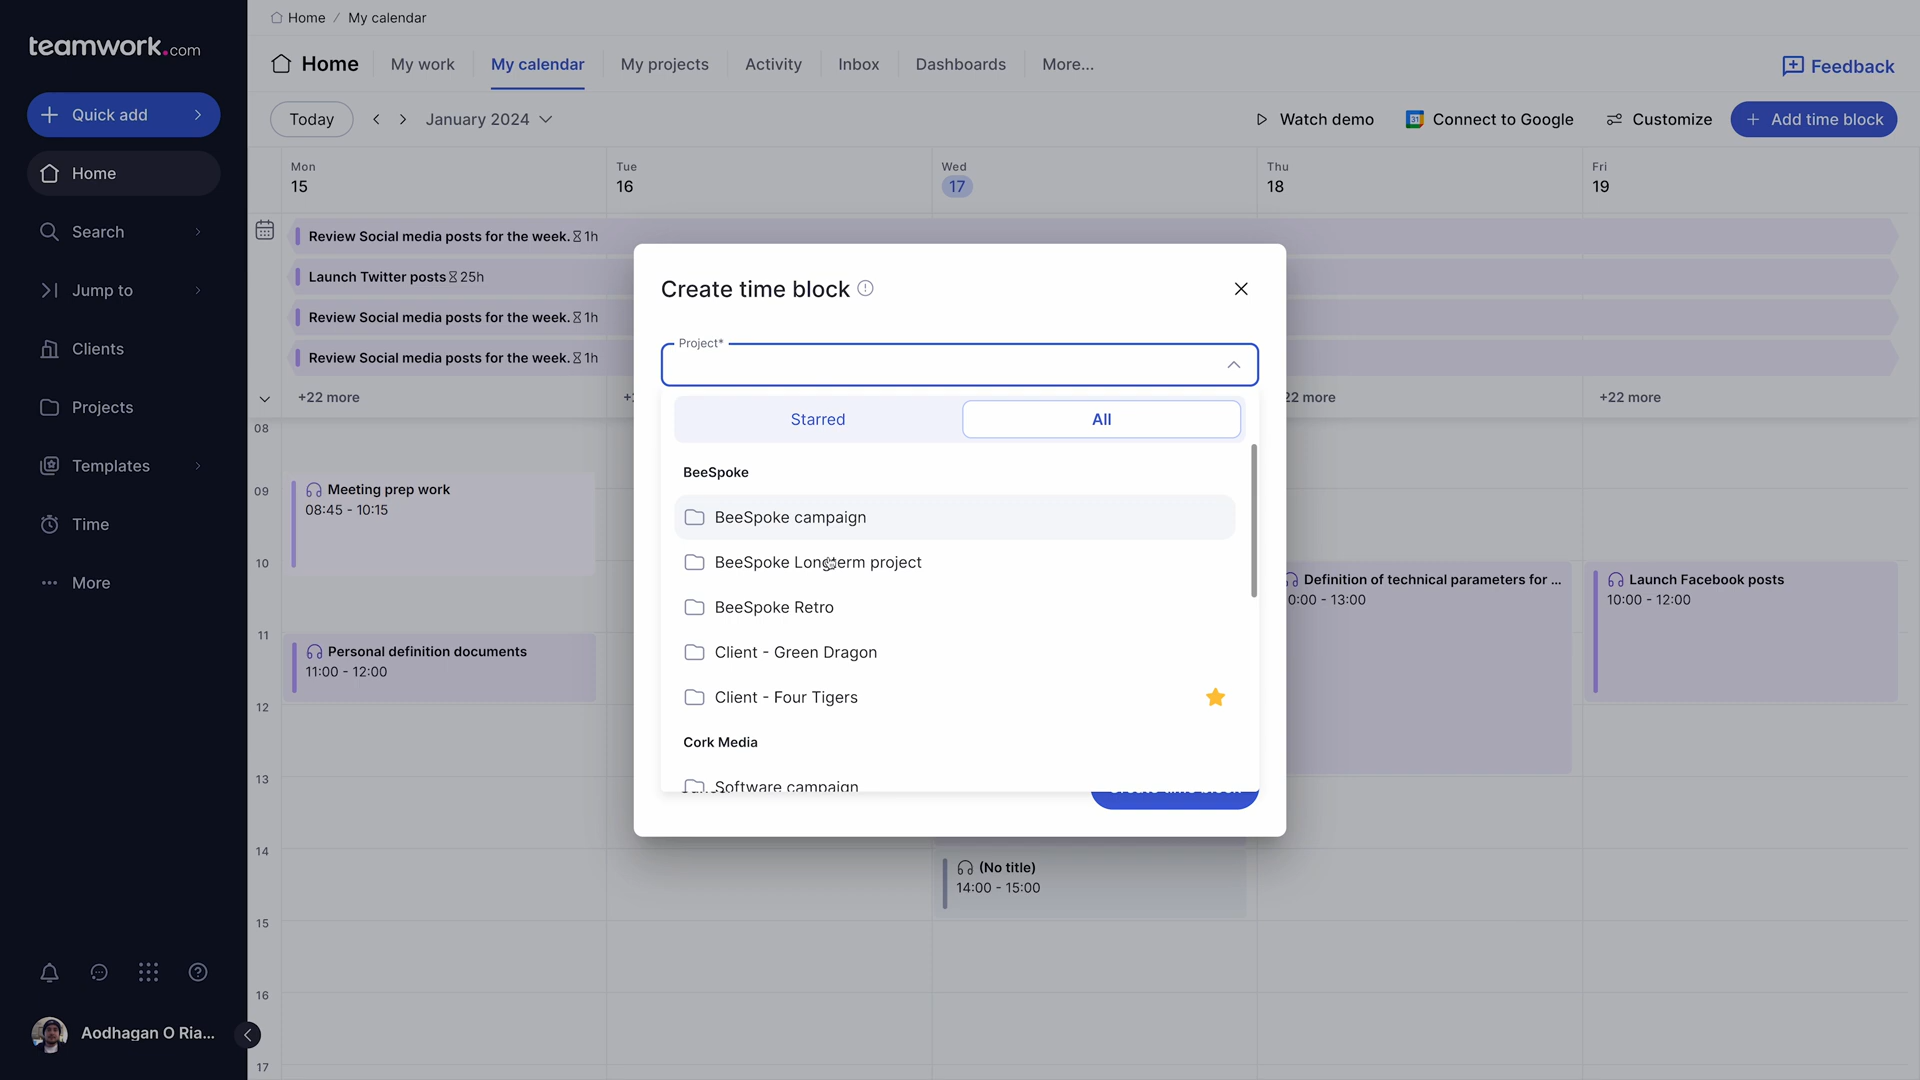 teamwork.com
Quick add
Home
Search
Jump to
Clients
Projects
Templates
Time
More
Aodhagan O Ria...
Home / My calendar
Home
My work
My calendar
My projects
Activity
Inbox
Dashboards
More...
Feedback
Today
January 2024
Watch demo
31
Connect to Google
Customize
Add time block
Mon
15
Tue
16
Wed
17
Thu
18
Fri
19
Review Social media posts for the week. 1h
Launch Twitter posts 25h
Review Social media posts for the week. 1h
Review Social media posts for the week. 1h
+22 more
22 more
+22 more
08
09
10
11
12
13
14
15
16
17
Meeting prep work
08:45 - 10:15
Personal definition documents
11:00 - 12:00
(No title)
14:00 - 15:00
Definition of technical parameters for ...
0:00 - 13:00
Launch Facebook posts
10:00 - 12:00
Create time block
Project*
Starred
All
BeeSpoke
BeeSpoke campaign
BeeSpoke Longterm project
BeeSpoke Retro
Client - Green Dragon
Client - Four Tigers
Cork Media
Software campaign
Create time block